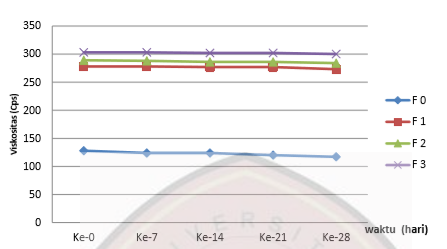 350
300
250
200
150
100
50
0
Viskositas (cps)
Ke-0
Ke-7
Ke-14
Ke-21
Ke-28
waktu (hari)
F 0
F 1
F 2
F 3
VERSI